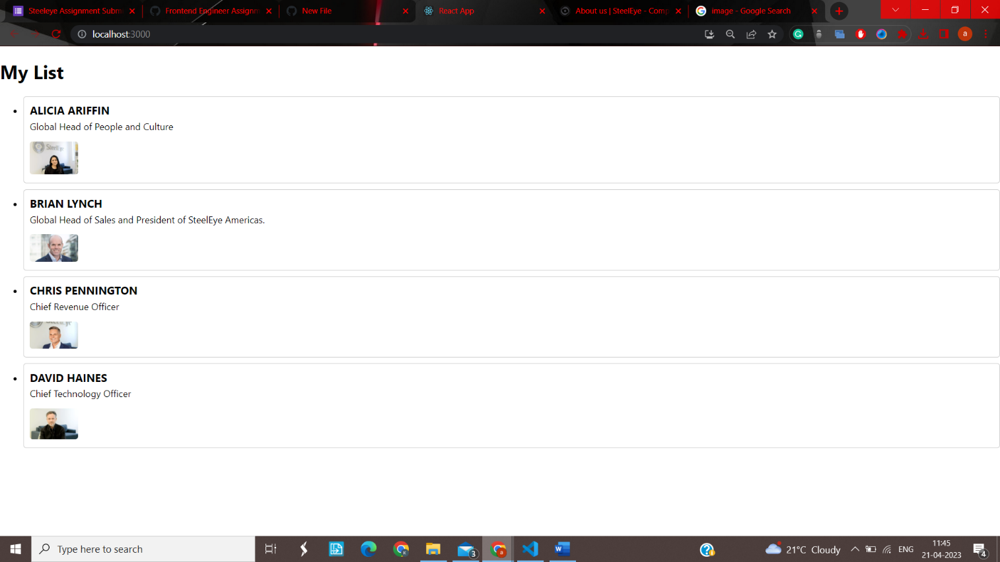 Steeleye Assignment Subm
Frontend Engineer Assignm
New File
React App
About us | SteelEye - Comp
image - Google Search
localhost:3000
a
My List
ALICIA ARIFFIN
Global Head of People and Culture
SteelEye
BRIAN LYNCH
Global Head of Sales and President of SteelEye Americas.
CHRIS PENNINGTON
Chief Revenue Officer
DAVID HAINES
Chief Technology Officer
Type here to search
3
a
21°C Cloudy
ENG
11:45
21-04-2023
4